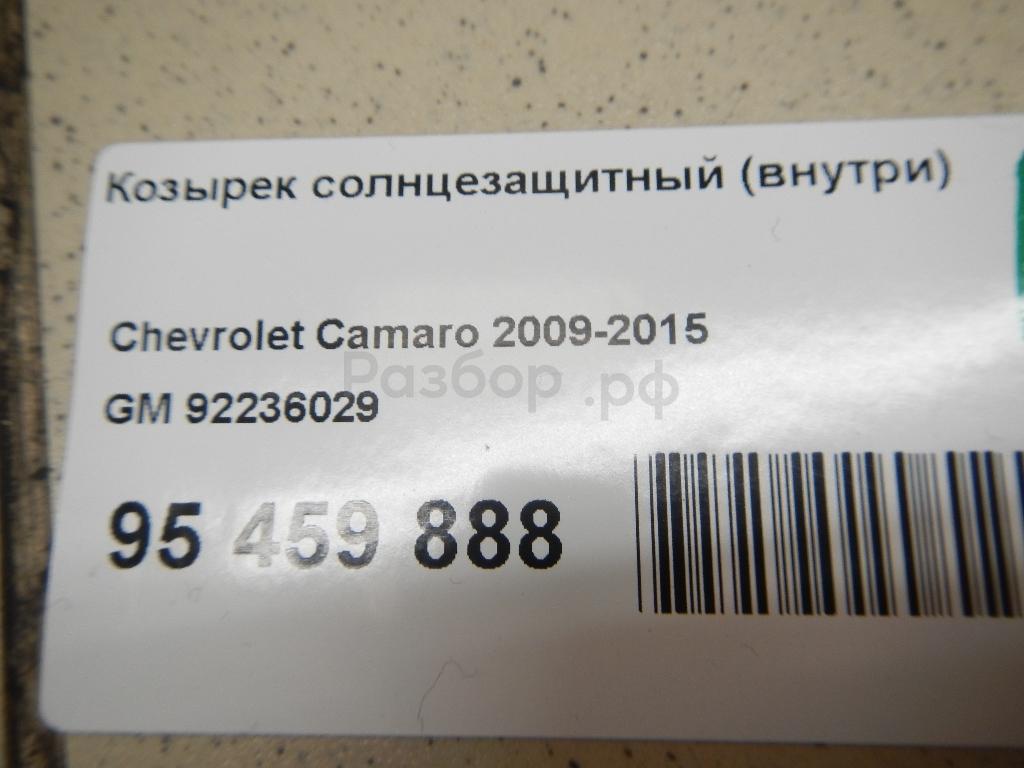 Козырек солнцезащитный (внутри)
Chevrolet Camaro 2009-2015
Разбор.рф
GM 92236029
95 459 888